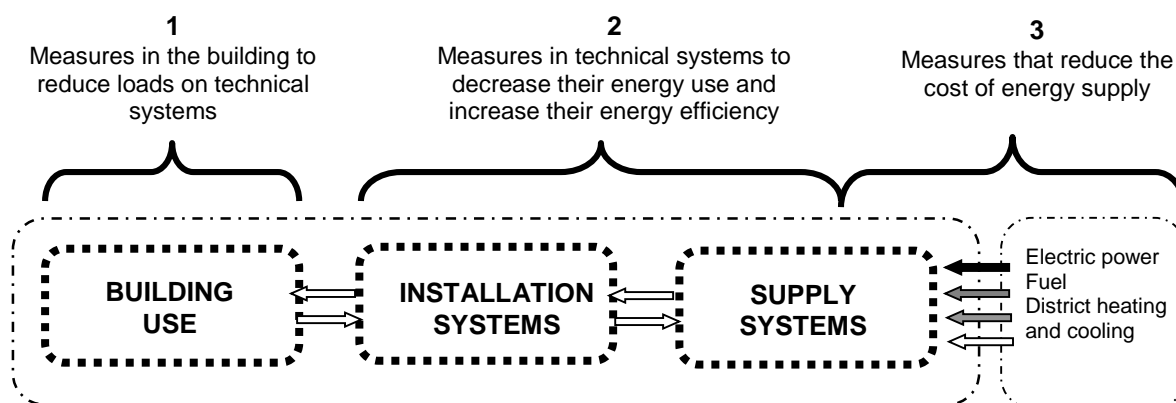 1
Measures in the building to
reduce loads on technical
systems
2
Measures in technical systems to
decrease their energy use and
increase their energy efficiency
3
Measures that reduce the
cost of energy supply
BUILDING
USE
INSTALLATION
SYSTEMS
SUPPLY
SYSTEMS
Electric power
Fuel
District heating
and cooling